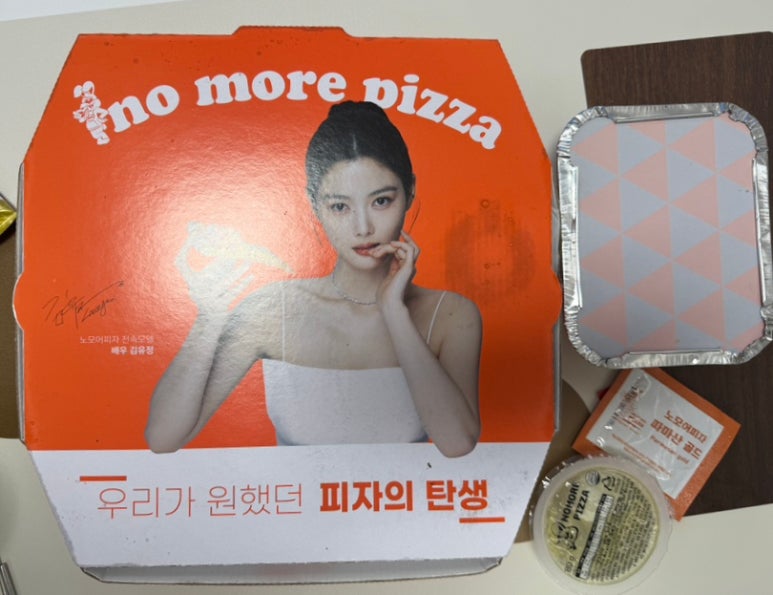 no more pizza
노모어피자 전속모델
배우 김유정
우리가 원했던 피자의 탄생
노모어피자
파마산 골드
Parmesan gold
NOMORE
PIZZA